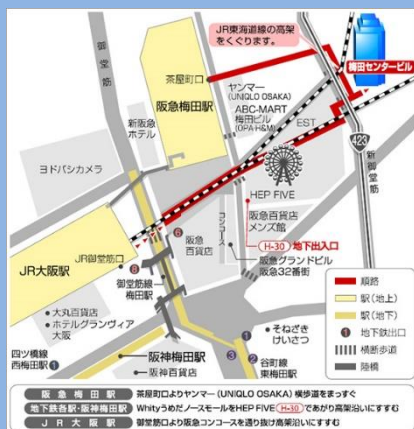 JR東海道線の高架
をくぐります。
梅田センタービル
御堂筋
茶屋町口
阪急梅田駅
ヤンマー
(UNIQLO OSAKA)
ABC-MART
梅田ビル
(OPA・H&M)
EST
423
新御堂筋
新阪急
ホテル
ヨドバシカメラ
HEP FIVE
阪急百貨店
メンズ館
H-30 地下出入口
コンコース
阪急グランドビル
阪急32番街
6
阪急
百貨店
JR大阪駅
JR御堂筋口
8
御堂筋線
梅田駅
大丸百貨店
ホテルグランヴィア
大阪
四ツ橋線
西梅田駅
1
阪神梅田駅
阪神百貨店
そねざき
けいさつ
1
3
2
谷町線
東梅田駅
順路
駅(地上)
駅(地下)
1 地下鉄出口
横断歩道
陸橋
阪急梅田駅 茶屋町口よりヤンマー (UNIQLO OSAKA) 横歩道をまっすぐ
地下鉄各駅・阪神梅田駅 WhityうめだノースモールをHEP FIVE H-30 であがり高架沿いにすすむ
JR大阪駅 御堂筋口より阪急コンコースを通り抜け高架沿いにすすむ